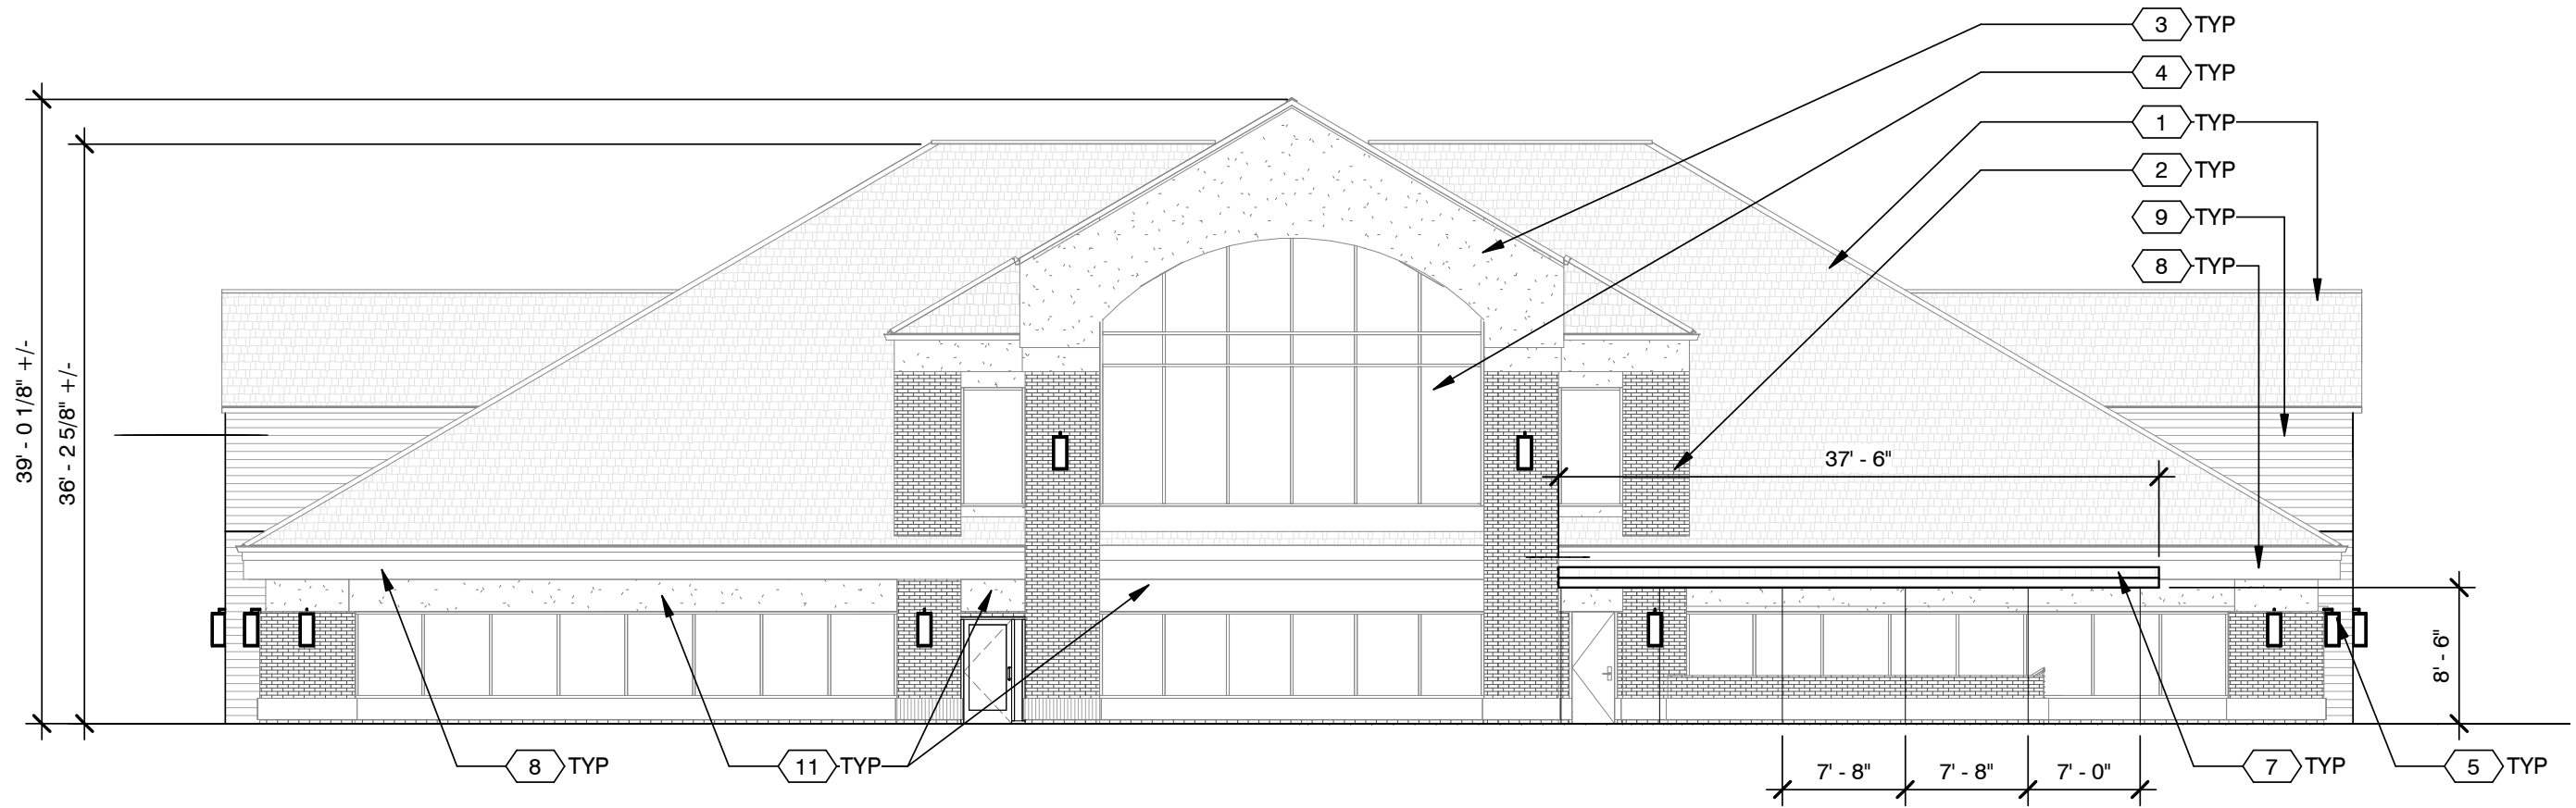 3 TYP
4 TYP
1 TYP
2 TYP
9 TYP
8 TYP
39' - 0 1/8" +/-
36' - 2 5/8" +/-
37' - 6"
8' - 6"
8 TYP
11 TYP
7' - 8"
7' - 8"
7' - 0"
7 TYP
5 TYP